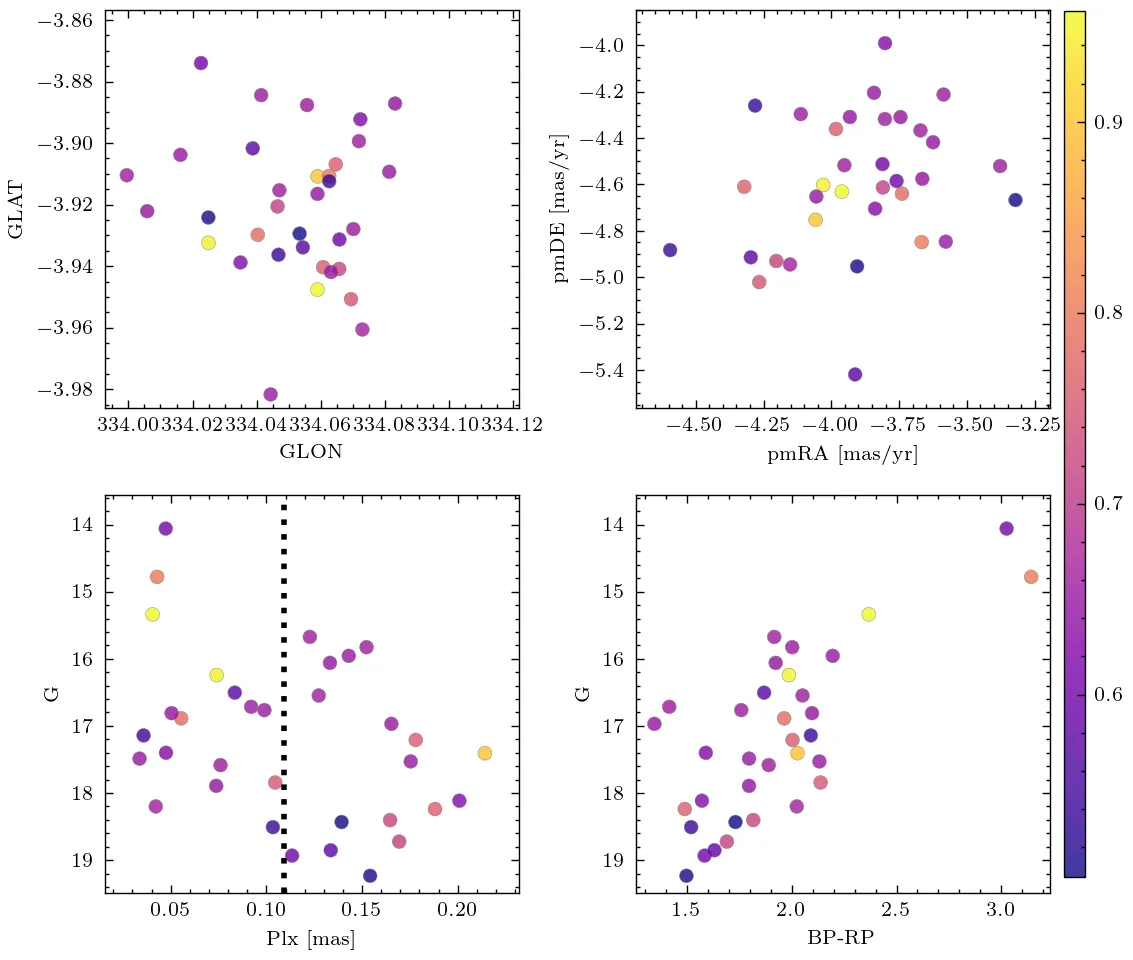 −3.86
−3.88
−3.90
−3.92
−3.94
−3.96
−3.98
GLAT
334.00 334.02 334.04 334.06 334.08 334.10 334.12
GLON
−4.0
−4.2
−4.4
−4.6
−4.8
−5.0
−5.2
−5.4
pmDE [mas/yr]
−4.50 −4.25 −4.00 −3.75 −3.50 −3.25
pmRA [mas/yr]
0.9
0.8
0.7
0.6
14
15
16
17
18
19
G
0.05 0.10 0.15 0.20
Plx [mas]
14
15
16
17
18
19
G
1.5 2.0 2.5 3.0
BP-RP